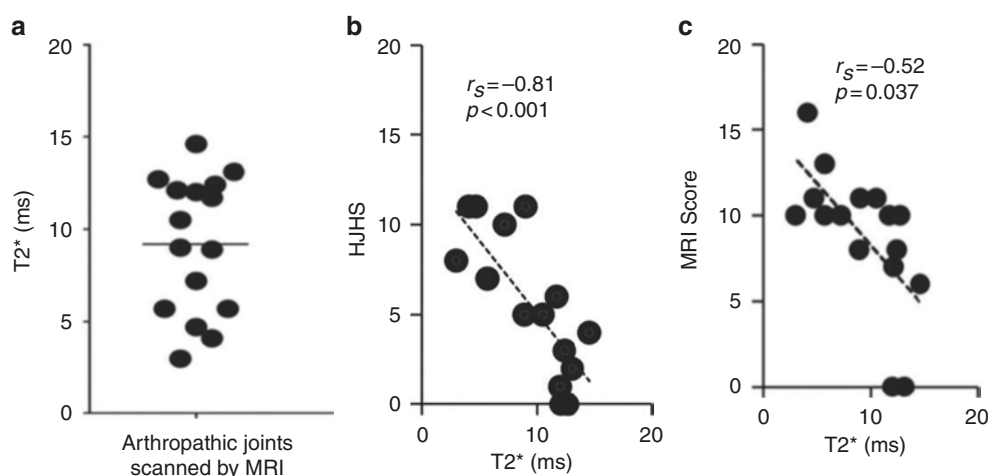 a
20
15
10
5
0
T2* (ms)
Arthropathic joints
scanned by MRI
b
20
15
10
5
0
HJHS
rS=−0.81
p<0.001
0
10
20
T2* (ms)
c
20
15
10
5
0
MRI Score
rS=−0.52
p=0.037
0
10
20
T2* (ms)